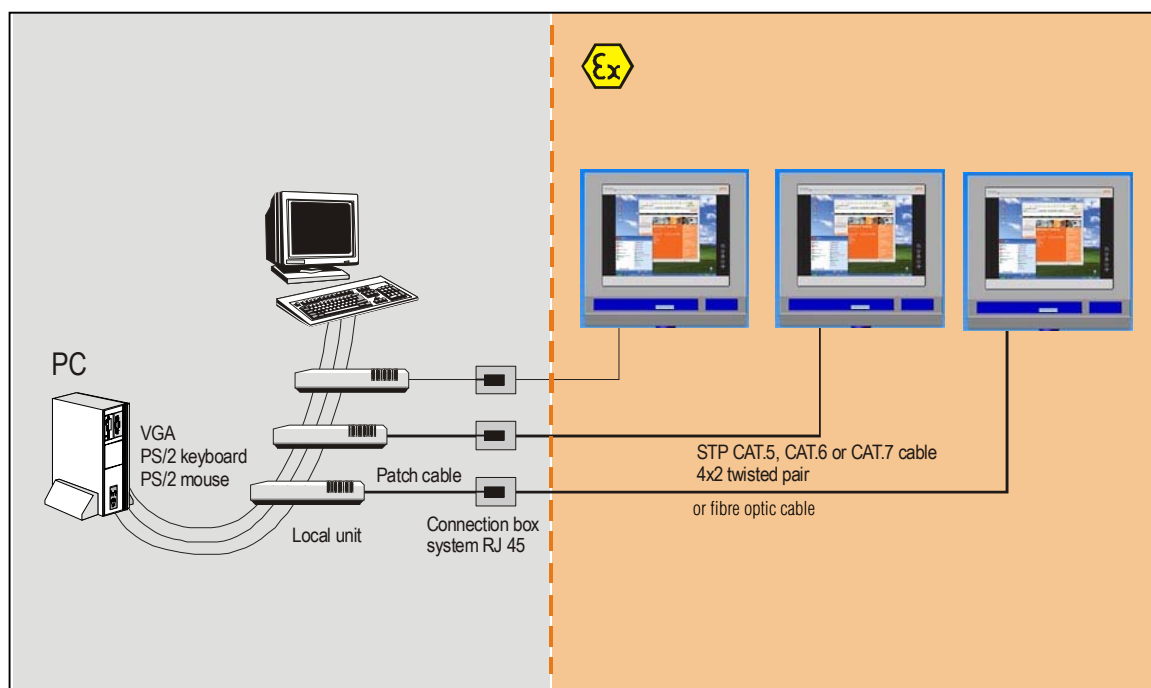 Ex
PC
VGA
PS/2 keyboard
PS/2 mouse
Patch cable
Local unit
Connection box
system RJ 45
STP CAT.5, CAT.6 or CAT.7 cable
4x2 twisted pair
or fibre optic cable